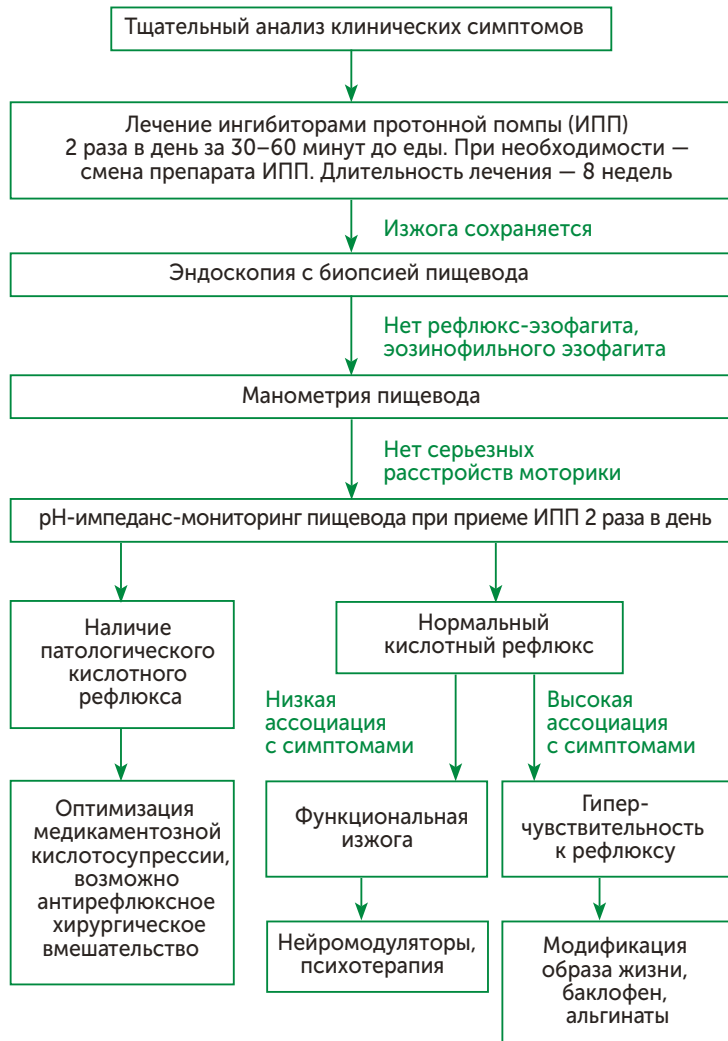 Тщательный анализ клинических симптомов
Лечение ингибиторами протонной помпы (ИПП)
2 раза в день за 30–60 минут до еды. При необходимости —
смена препарата ИПП. Длительность лечения — 8 недель
Изжога сохраняется
Эндоскопия с биопсией пищевода
Нет рефлюкс-эзофагита,
эозинофильного эзофагита
Манометрия пищевода
Нет серьезных
расстройств моторики
рН-импеданс-мониторинг пищевода при приеме ИПП 2 раза в день
Наличие
патологического
кислотного
рефлюкса
Нормальный
кислотный рефлюкс
Низкая
ассоциация
с симптомами
Высокая
ассоциация
с симптомами
Оптимизация
медикаментозной
кислотосупрессии,
возможно
антирефлюксное
хирургическое
вмешательство
Функциональная
изжога
Гипер-
чувствительность
к рефлюксу
Нейромодуляторы,
психотерапия
Модификация
образа жизни,
баклофен,
альгинаты